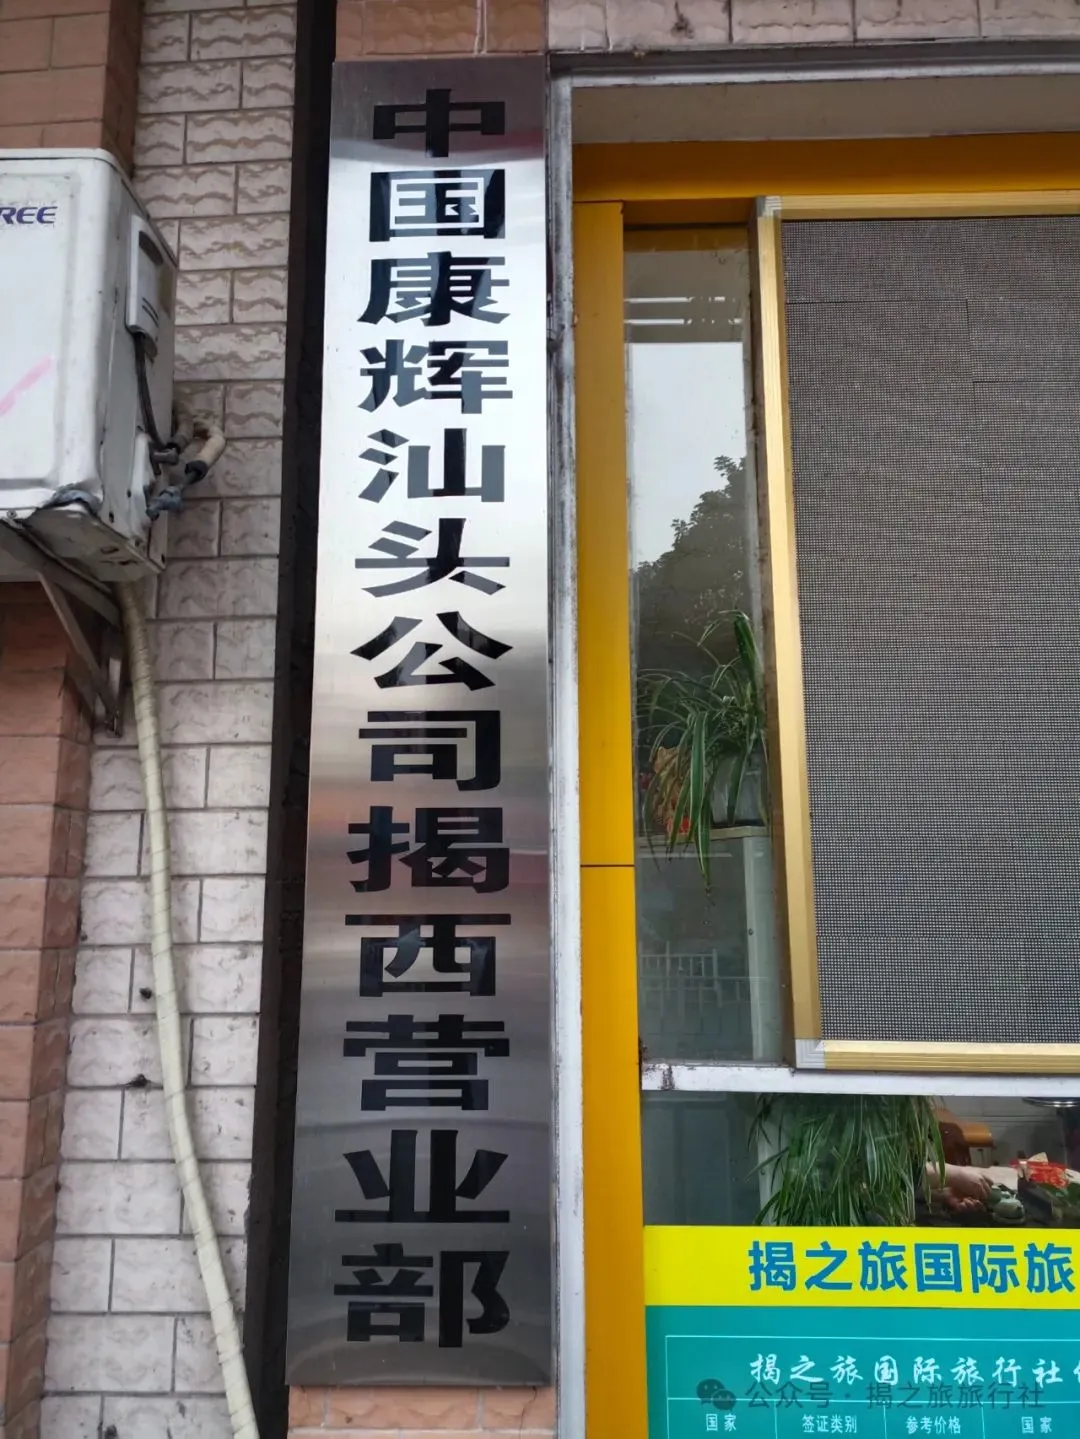 REE
中国康辉汕头公司揭西营业部
揭之旅国际旅
揭之旅国际旅行社
国家 签证类别 参考价格 国家
公众号·揭之旅旅行社